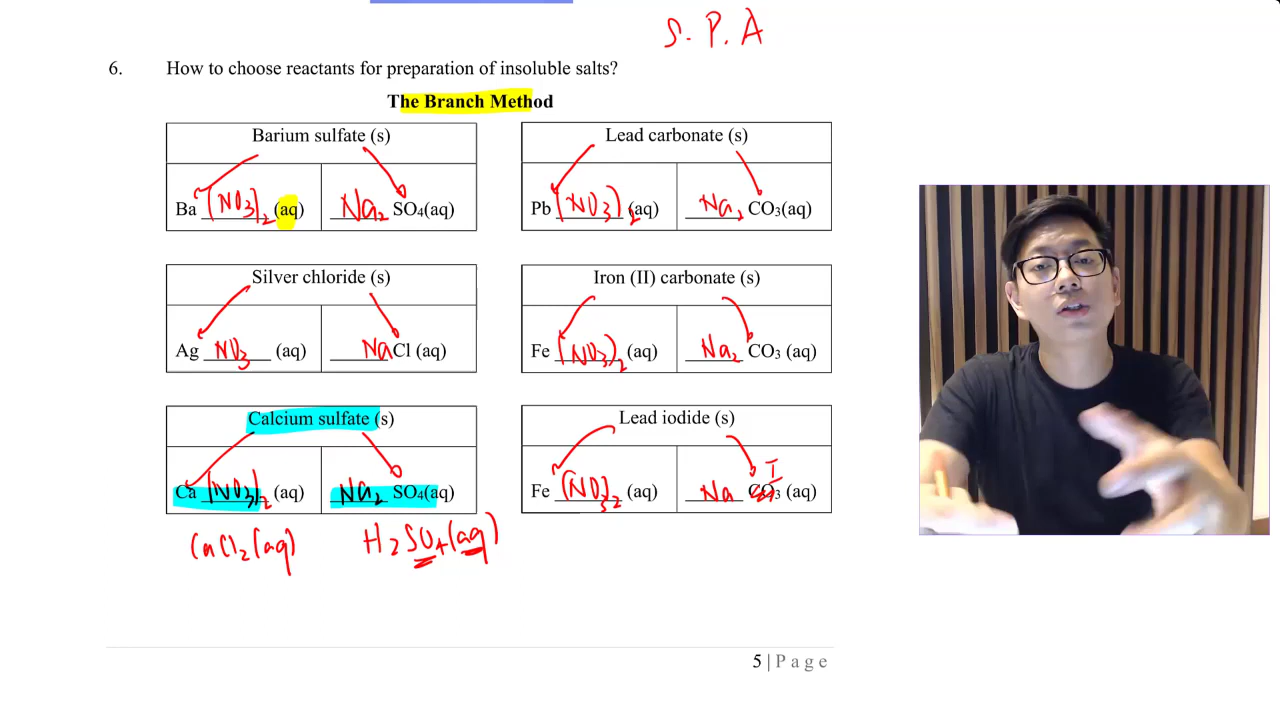 S. P. A
6. How to choose reactants for preparation of insoluble salts?
The Branch Method
Barium sulfate (s)
Ba (NO3)2 (aq) Na2 SO4(aq)
Lead carbonate (s)
Pb (NO3)2 (aq) Na2 CO3(aq)
Silver chloride (s)
Ag NO3 (aq) NaCl (aq)
Iron (II) carbonate (s)
Fe (NO3)2 (aq) Na2 CO3 (aq)
Calcium sulfate (s)
Ca (NO3)2 (aq) Na2 SO4(aq)
CaCl2(aq) H2SO4(aq)
Lead iodide (s)
I
Fe (NO3)2 (aq) Na CO3 (aq)
5 | Page